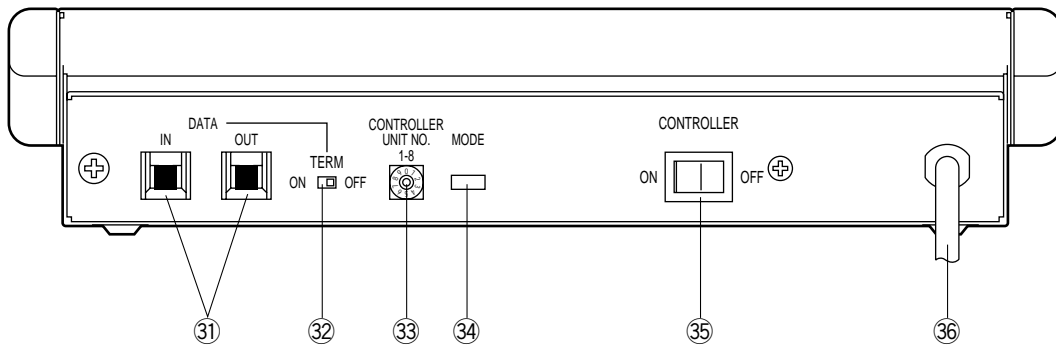 DATA
IN
OUT
TERM
ON OFF
CONTROLLER
UNIT NO.
1-8
MODE
CONTROLLER
ON OFF
31
32
33
34
35
36